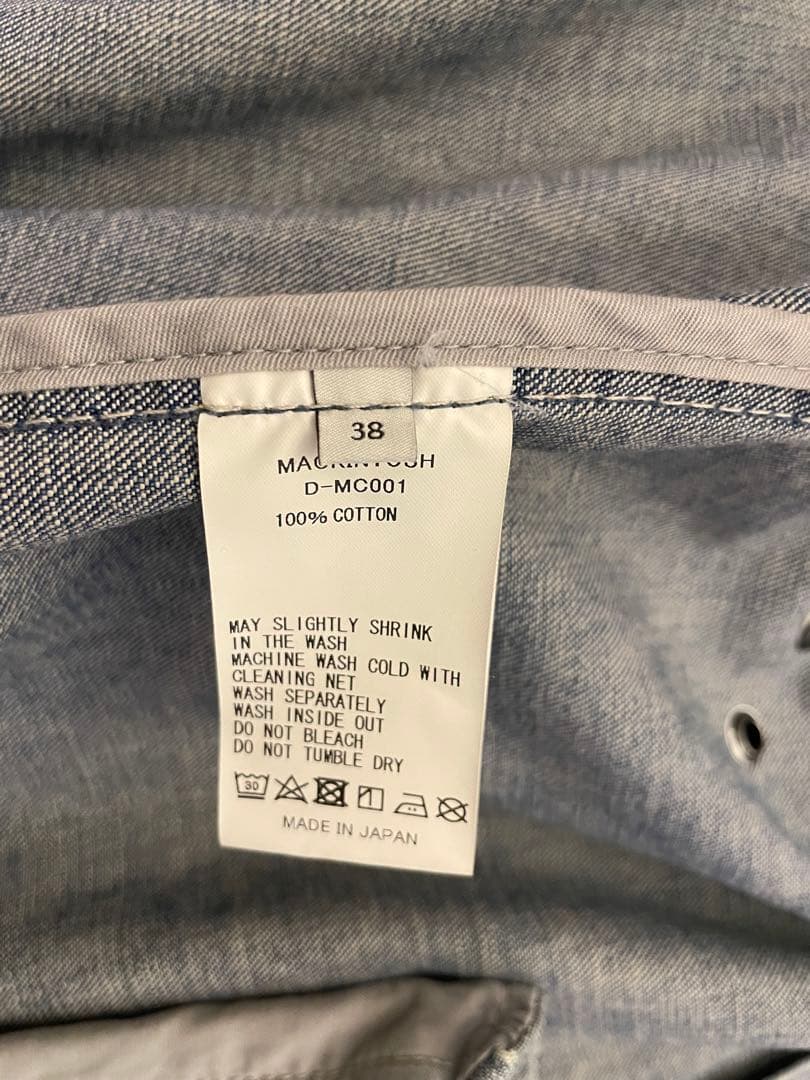 38
MACKINTOSH
D-MC001
100% COTTON
MAY SLIGHTLY SHRINK
IN THE WASH
MACHINE WASH COLD WITH
CLEANING NET
WASH SEPARATELY
WASH INSIDE OUT
DO NOT BLEACH
DO NOT TUMBLE DRY
30
MADE IN JAPAN